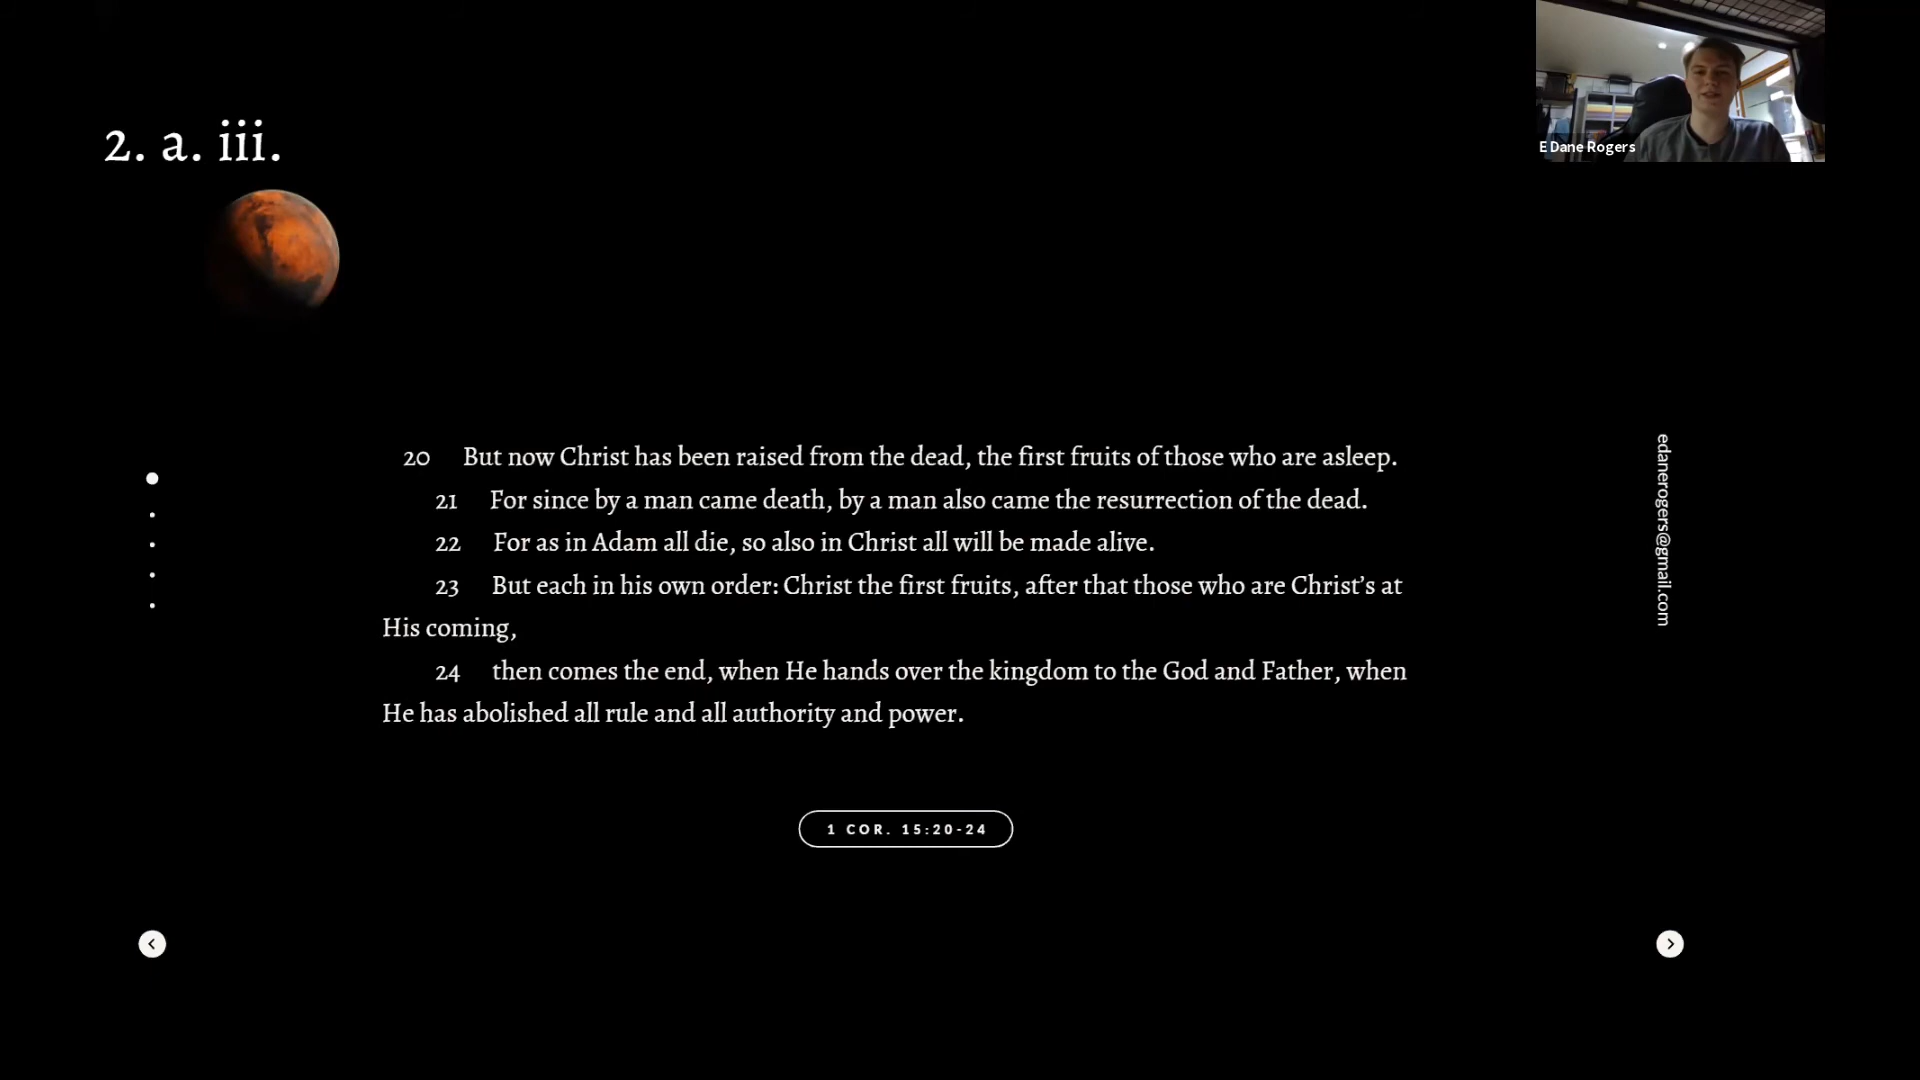 E Dane Rogers
2. a. iii.
20 But now Christ has been raised from the dead, the first fruits of those who are asleep.
21 For since by a man came death, by a man also came the resurrection of the dead.
22 For as in Adam all die, so also in Christ all will be made alive.
23 But each in his own order: Christ the first fruits, after that those who are Christ’s at
His coming,
24 then comes the end, when He hands over the kingdom to the God and Father, when
He has abolished all rule and all authority and power.
1 COR. 15:20-24
edanerogers@gmail.com